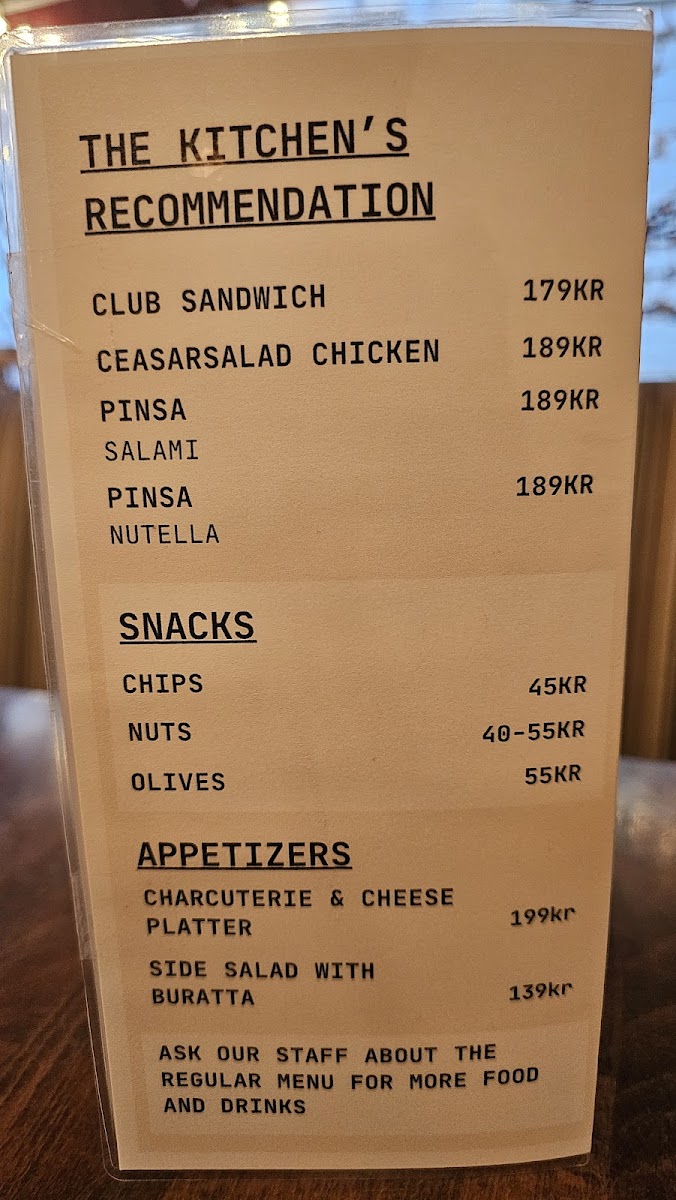 THE KITCHEN'S
RECOMMENDATION
CLUB SANDWICH 179KR
CEASARSALAD CHICKEN 189KR
PINSA 189KR
SALAMI
PINSA 189KR
NUTELLA
SNACKS
CHIPS 45KR
NUTS 40-55KR
OLIVES 55KR
APPETIZERS
CHARCUTERIE & CHEESE
PLATTER 199kr
SIDE SALAD WITH
BURATTA 139kr
ASK OUR STAFF ABOUT THE
REGULAR MENU FOR MORE FOOD
AND DRINKS